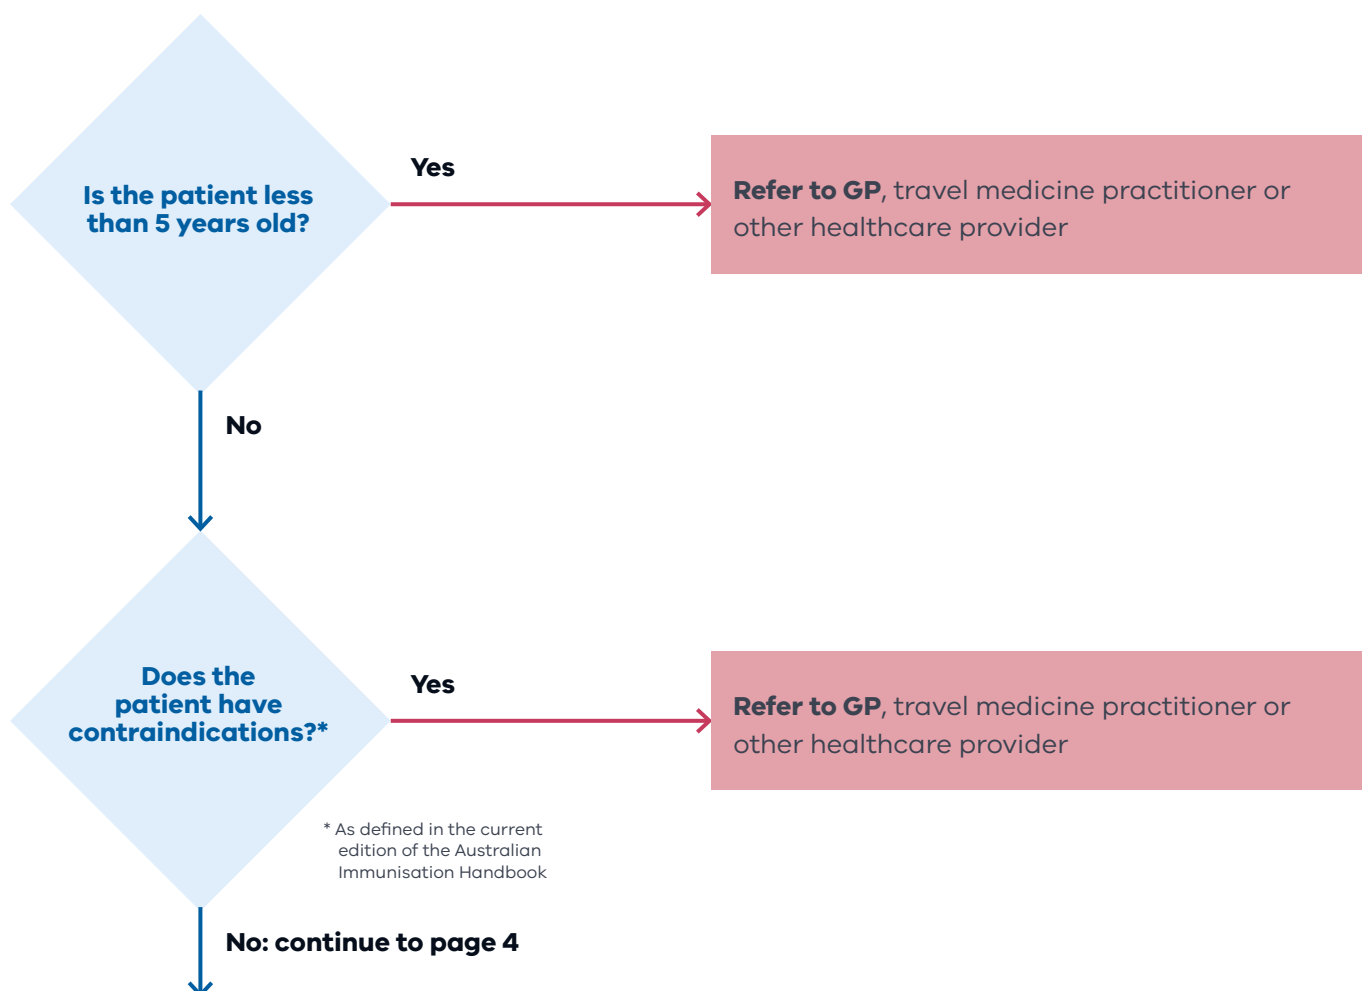 Is the patient less
than 5 years old?
Yes
Refer to GP, travel medicine practitioner or
other healthcare provider
No
Does the
patient have
contraindications?*
Yes
Refer to GP, travel medicine practitioner or
other healthcare provider
* As defined in the current
edition of the Australian
Immunisation Handbook
No: continue to page 4